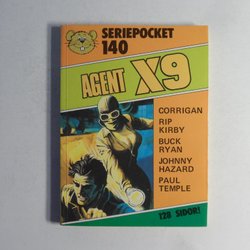 SERIEPOCKET
140
AGENT X9
CORRIGAN
RIP
KIRBY
BUCK
RYAN
JOHNNY
HAZARD
PAUL
TEMPLE
128 SIDOR!